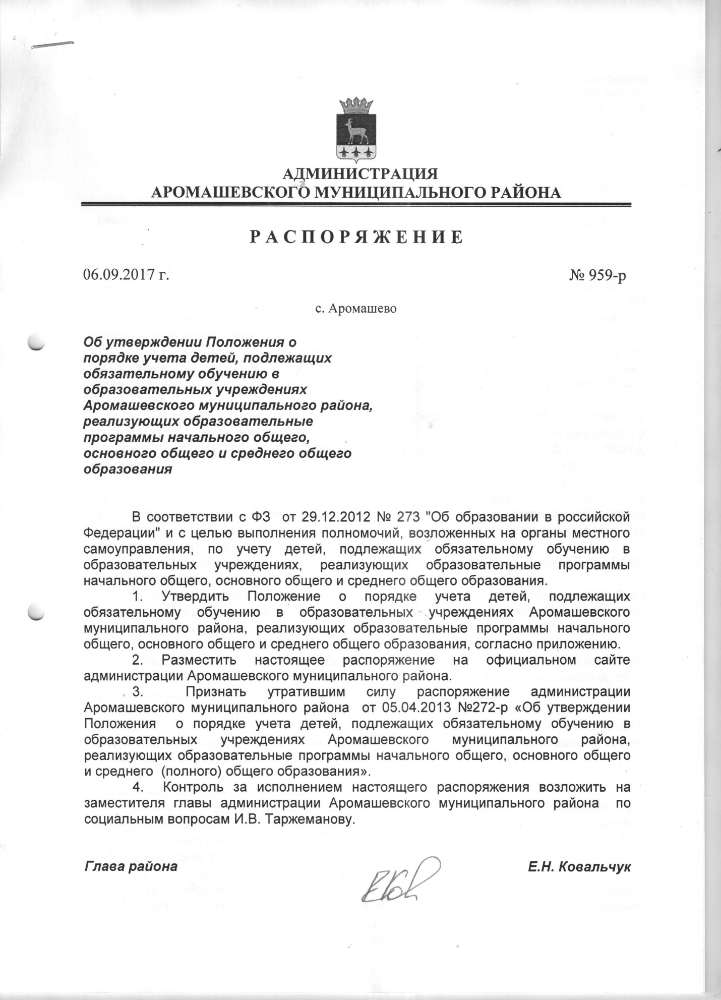 АДМИНИСТРАЦИЯ
АРОМАШЕВСКОГО МУНИЦИПАЛЬНОГО РАЙОНА
РАСПОРЯЖЕНИЕ
06.09.2017 г.
№ 959-р
с. Аромашево
Об утверждении Положения о
порядке учета детей, подлежащих
обязательному обучению в
образовательных учреждениях
Аромашевского муниципального района,
реализующих образовательные
программы начального общего,
основного общего и среднего общего
образования
В соответствии с ФЗ от 29.12.2012 № 273 "Об образовании в российской
Федерации" и с целью выполнения полномочий, возложенных на органы местного
самоуправления, по учету детей, подлежащих обязательному обучению в
образовательных учреждениях, реализующих образовательные программы
начального общего, основного общего и среднего общего образования.
1. Утвердить Положение о порядке учета детей, подлежащих
обязательному обучению в образовательных учреждениях Аромашевского
муниципального района, реализующих образовательные программы начального
общего, основного общего и среднего общего образования, согласно приложению.
2. Разместить настоящее распоряжение на официальном сайте
администрации Аромашевского муниципального района.
3. Признать утратившим силу распоряжение администрации
Аромашевского муниципального района от 05.04.2013 №272-р «Об утверждении
Положения о порядке учета детей, подлежащих обязательному обучению в
образовательных учреждениях Аромашевского муниципального района,
реализующих образовательные программы начального общего, основного общего
и среднего (полного) общего образования».
4. Контроль за исполнением настоящего распоряжения возложить на
заместителя главы администрации Аромашевского муниципального района по
социальным вопросам И.В. Таржеманову.
Глава района
Е.Н. Ковальчук